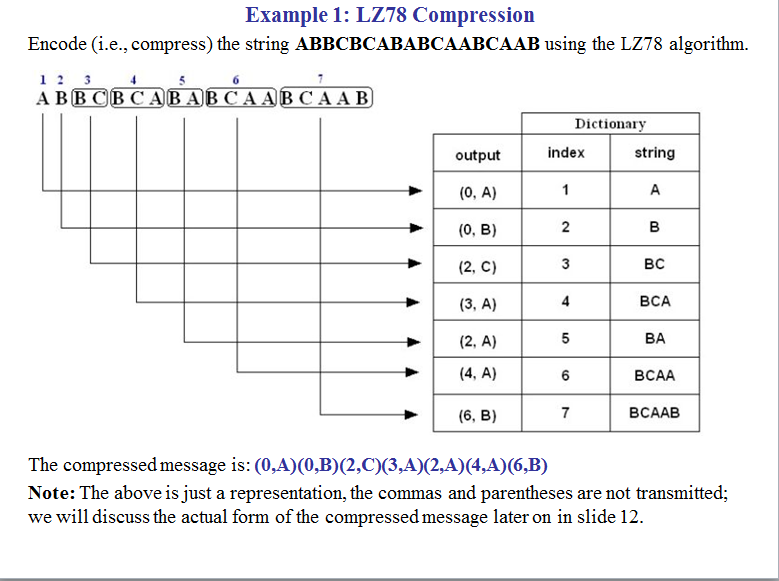 Example 1: LZ78 Compression
Encode (i.e., compress) the string ABBCBCABABCAABCAAB using the LZ78 algorithm.
1 2 3 4 5 6 7
A B B C B C A B A B C A A B C A A B
Dictionary
output index string
(0, A) 1 A
(0, B) 2 B
(2, C) 3 BC
(3, A) 4 BCA
(2, A) 5 BA
(4, A) 6 BCAA
(6, B) 7 BCAAB
The compressed message is: (0,A)(0,B)(2,C)(3,A)(2,A)(4,A)(6,B)
Note: The above is just a representation, the commas and parentheses are not transmitted;
we will discuss the actual form of the compressed message later on in slide 12.